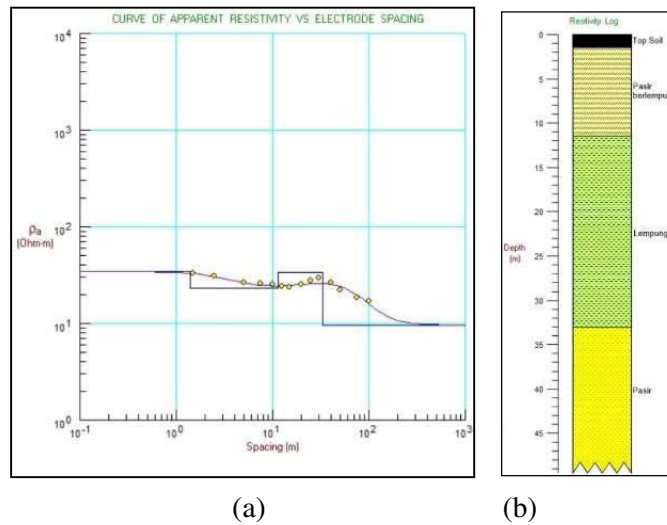 CURVE OF APPARENT RESISTIVITY VS ELECTRODE SPACING
10^4
10^3
10^2
10^1
10^0
ρa
(Ohm-m)
10^-1
10^0
10^1
10^2
10^3
Spacing (m)
(a)
Resitivity Log
0
5
10
15
20
25
30
35
40
45
Depth
(m)
Top Soil
Pasir
berlempu
Lempung
Pasir
(b)